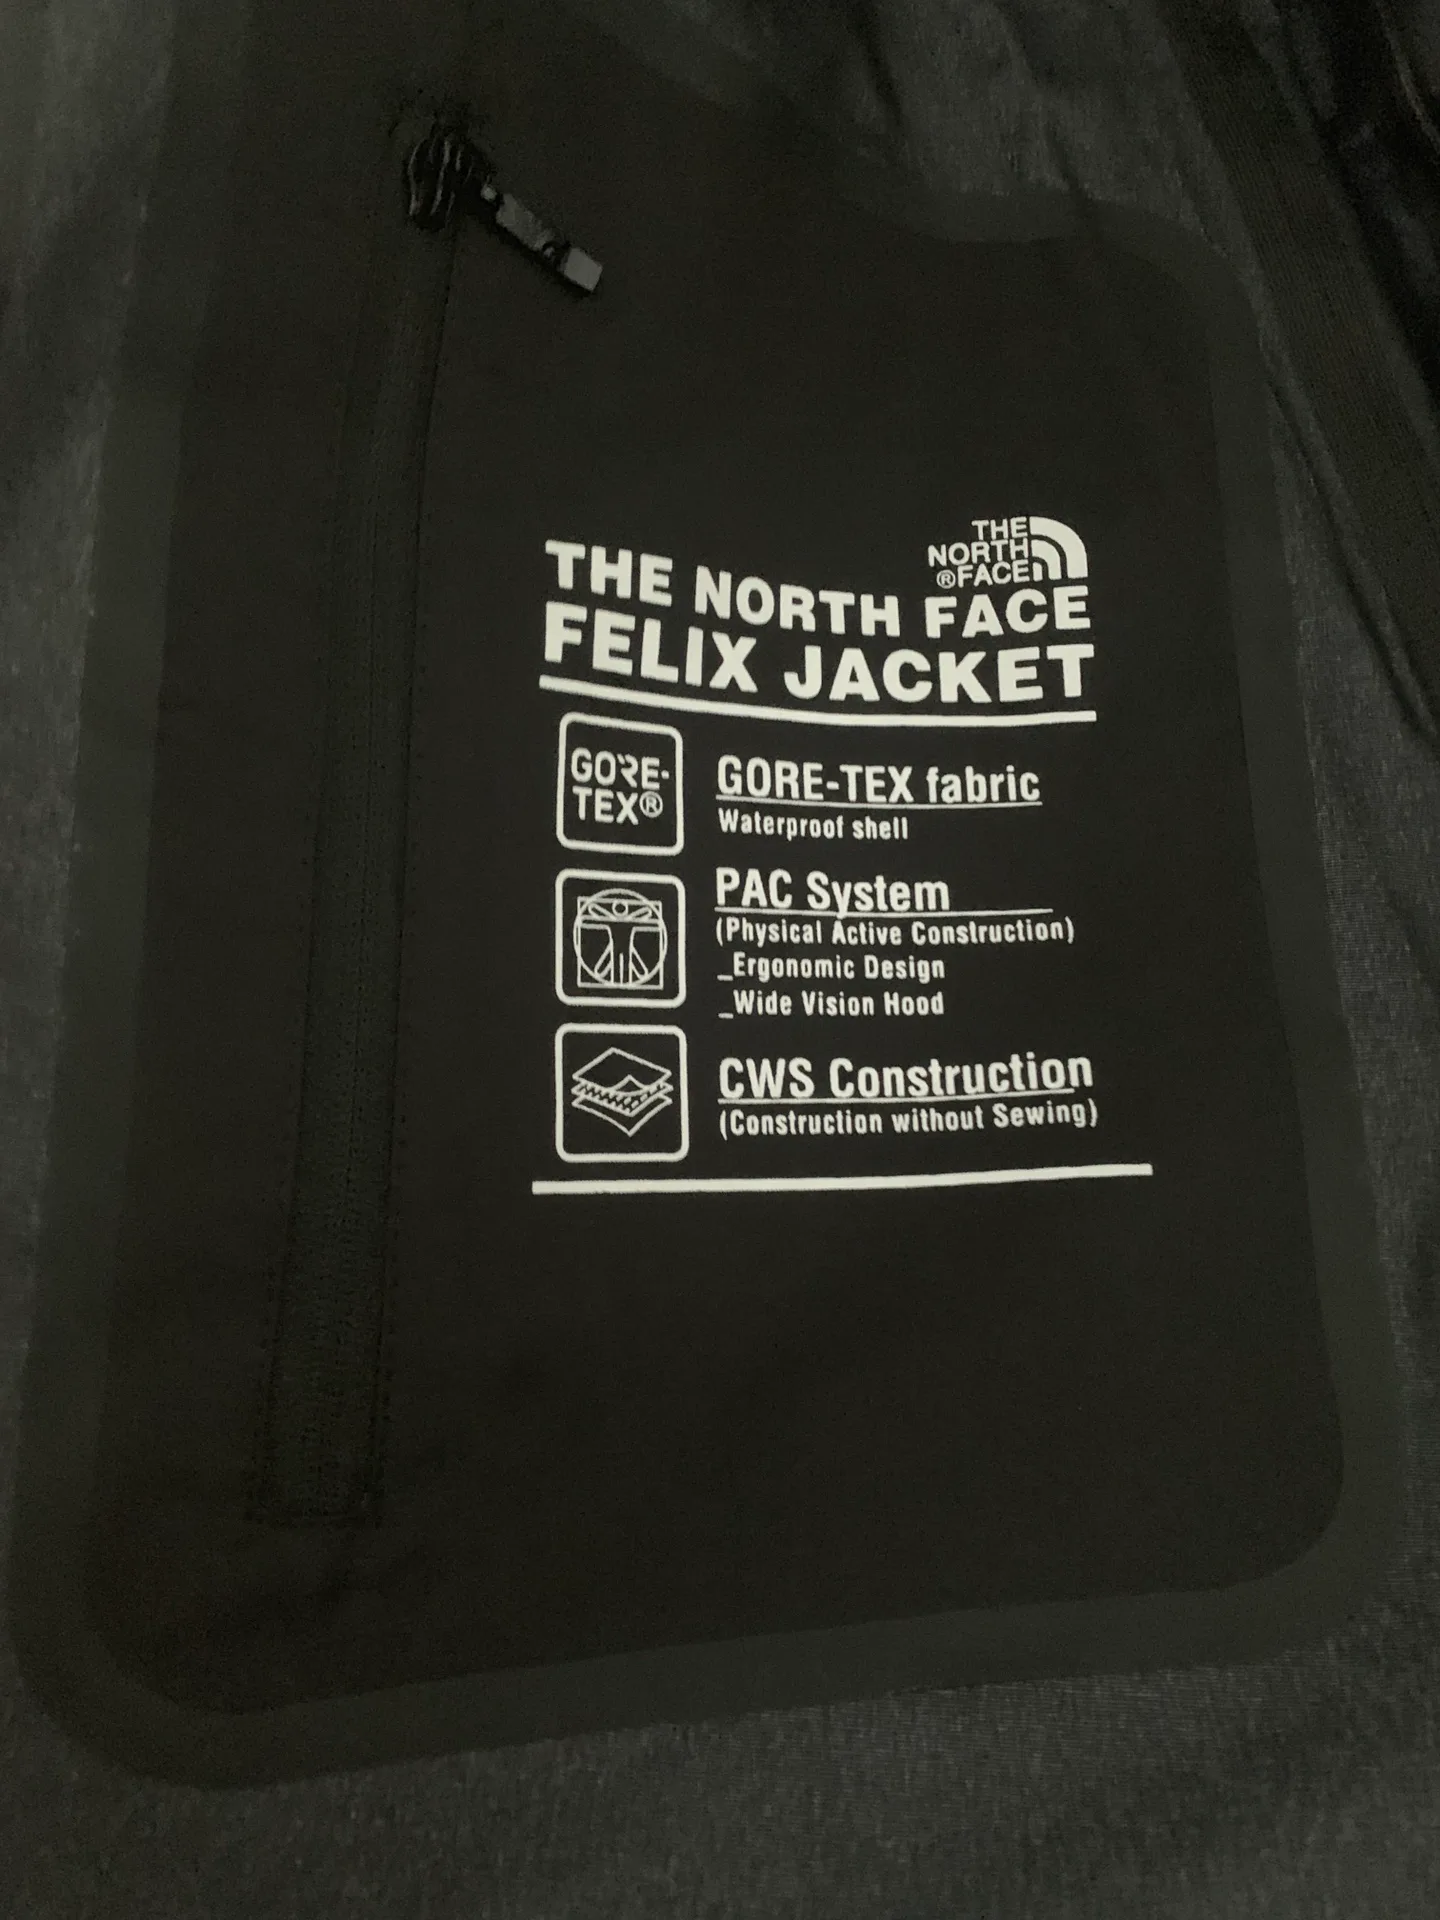 THE
NORTH
®FACE
THE NORTH FACE
FELIX JACKET
GORE-
TEX®
GORE-TEX fabric
Waterproof shell
PAC System
(Physical Active Construction)
_Ergonomic Design
_Wide Vision Hood
CWS Construction
(Construction without Sewing)